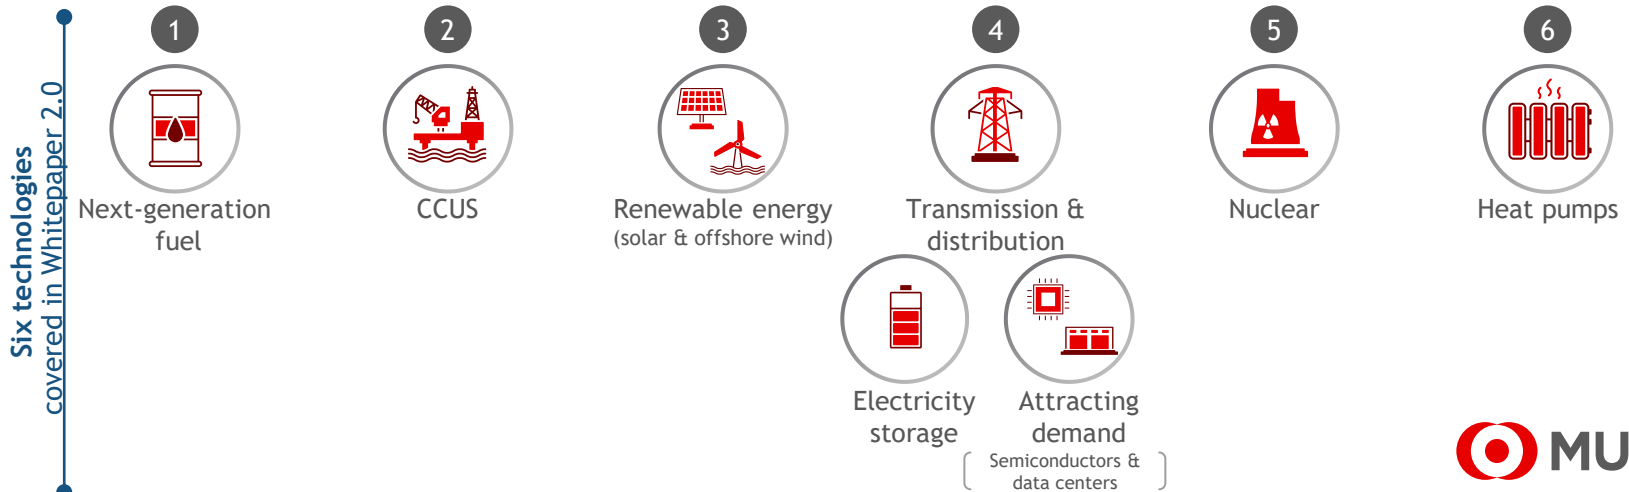 Six technologies
covered in Whitepaper 2.0
1
Next-generation
fuel
2
CCUS
3
Renewable energy
(solar & offshore wind)
4
Transmission &
distribution
Electricity
storage
Attracting
demand
Semiconductors &
data centers
5
Nuclear
6
Heat pumps
MU